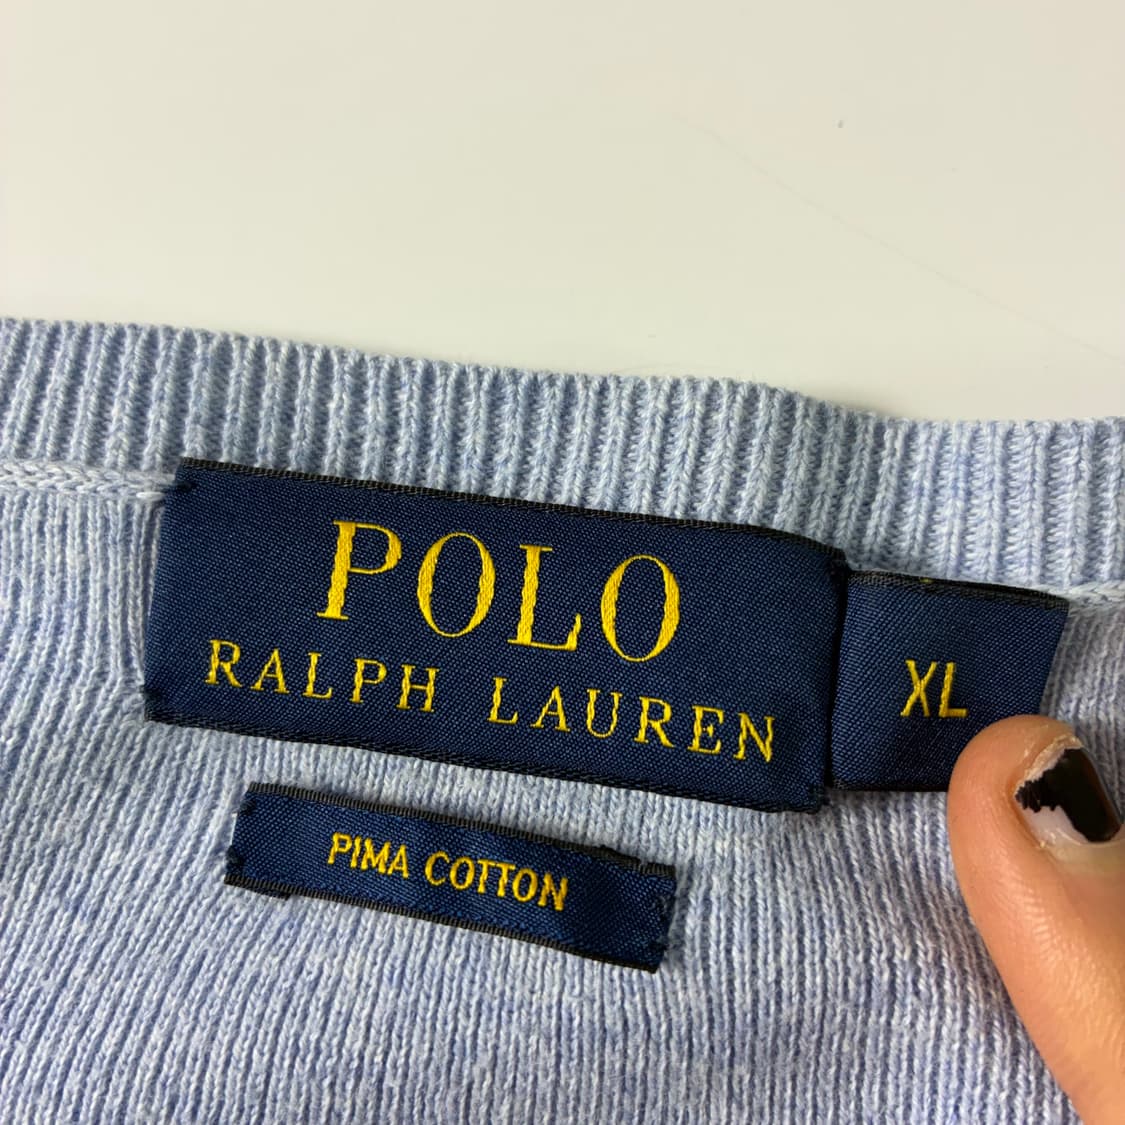 POLO
RALPH LAUREN
XL
PIMA COTTON